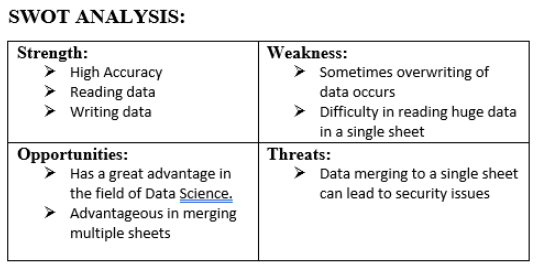 SWOT ANALYSIS:
Strength:
➢ High Accuracy
➢ Reading data
➢ Writing data
Weakness:
➢ Sometimes overwriting of
data occurs
➢ Difficulty in reading huge data
in a single sheet
Opportunities:
➢ Has a great advantage in
the field of Data Science.
➢ Advantageous in merging
multiple sheets
Threats:
➢ Data merging to a single sheet
can lead to security issues